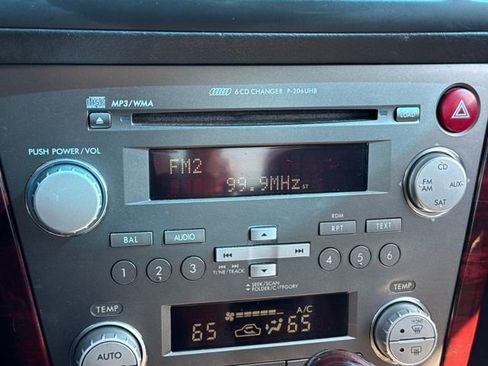 6 CD CHANGER P-206UHB
MP3/WMA
LOAD
PUSH POWER/VOL
FM2
99.9MHz ST
CD
FM AM
AUX
SAT
BAL
AUDIO
RDM
RPT
TEXT
1 2 3
TUNE/TRACK
4 5 6
SEEK/SCAN
FOLDER/CATEGORY
TEMP
TEMP
A/C
65
65
AUTO